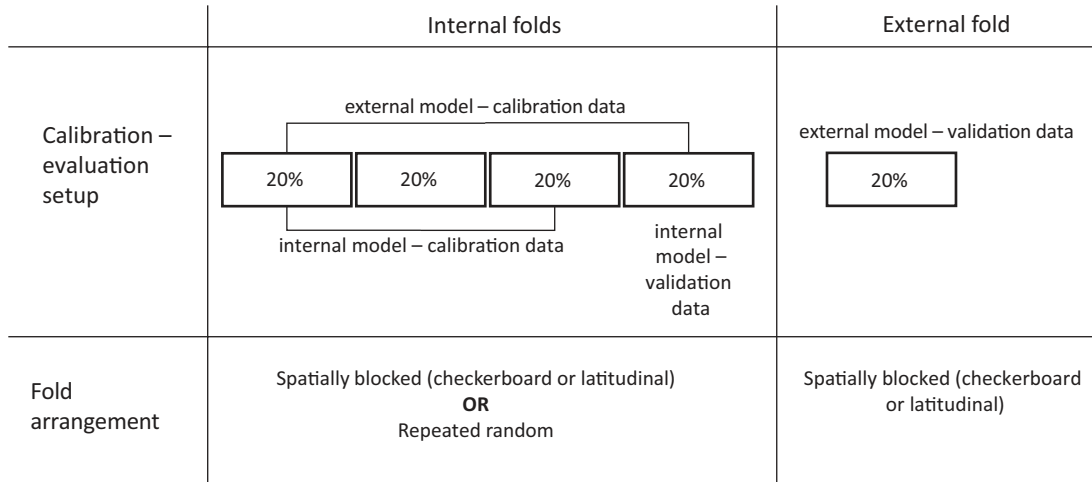 Internal folds
External fold
Calibration –
evaluation
setup
external model – calibration data
20%
20%
20%
20%
internal model – calibration data
internal
model –
validation
data
external model – validation data
20%
Fold
arrangement
Spatially blocked (checkerboard or latitudinal)
OR
Repeated random
Spatially blocked (checkerboard
or latitudinal)